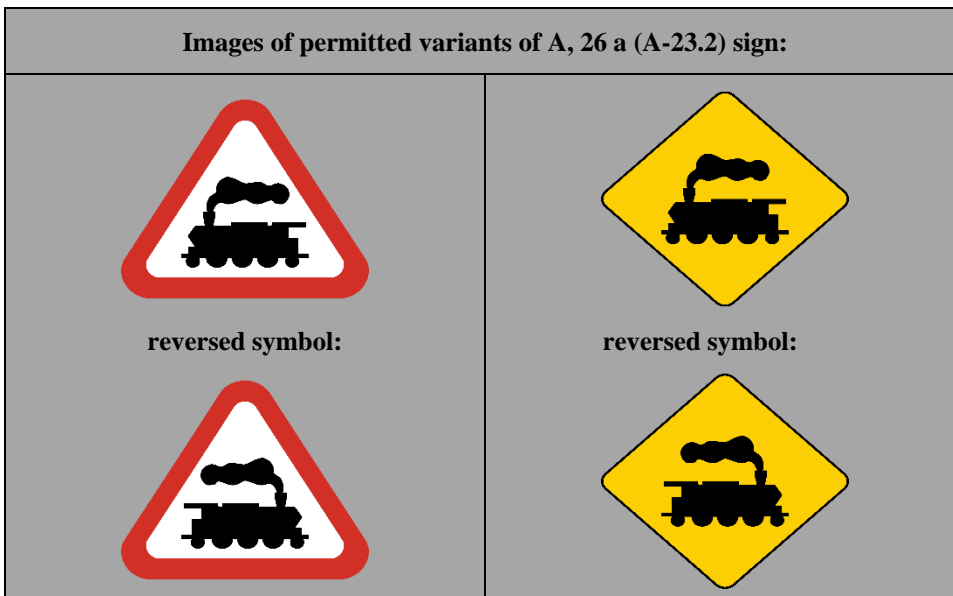 Images of permitted variants of A, 26 a (A-23.2) sign:
reversed symbol:
reversed symbol: